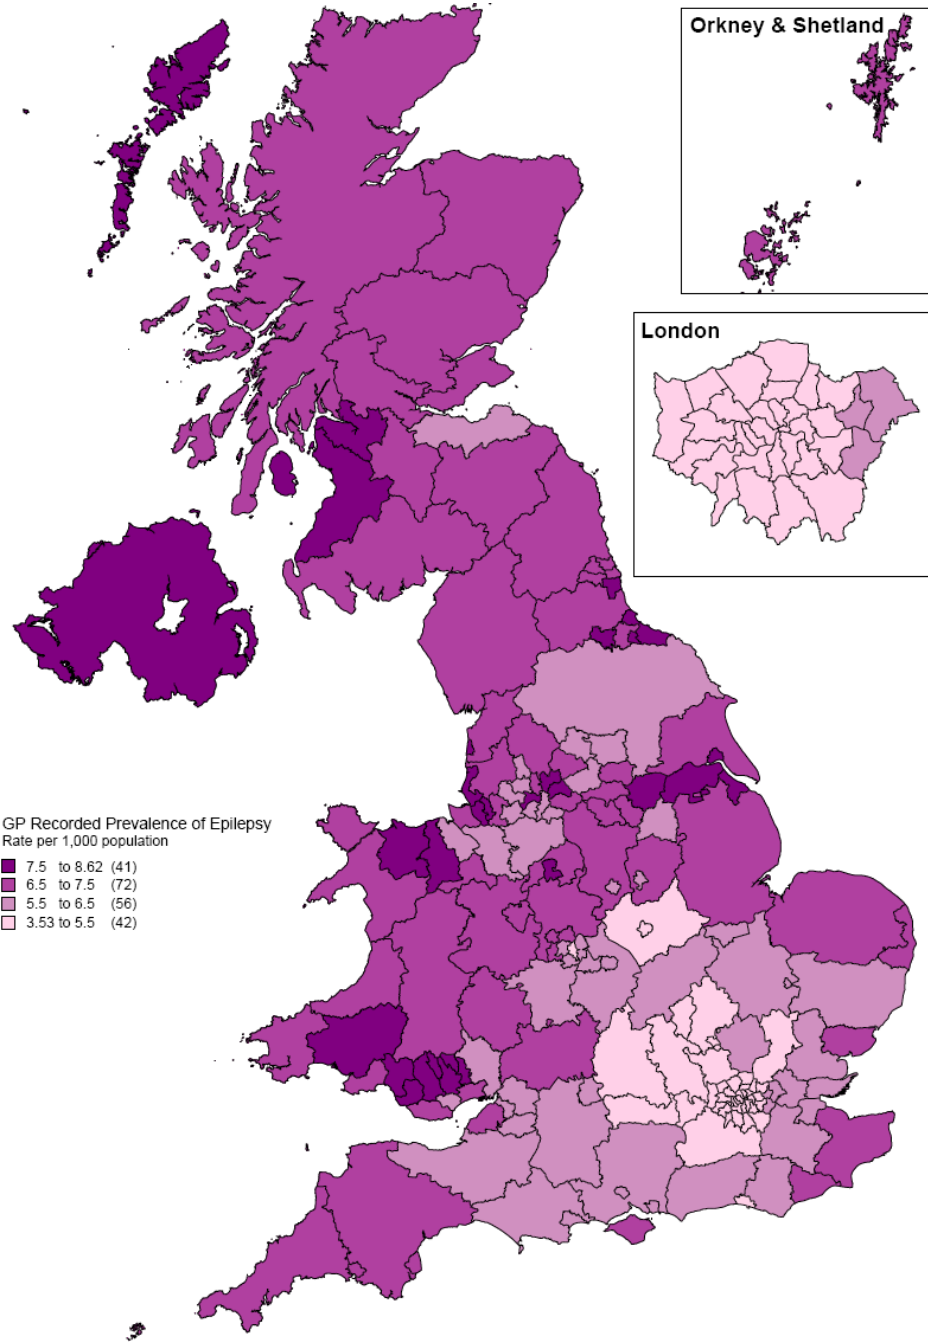 Orkney & Shetland
London
GP Recorded Prevalence of Epilepsy
Rate per 1,000 population
7.5 to 8.62 (41)
6.5 to 7.5 (72)
5.5 to 6.5 (56)
3.53 to 5.5 (42)